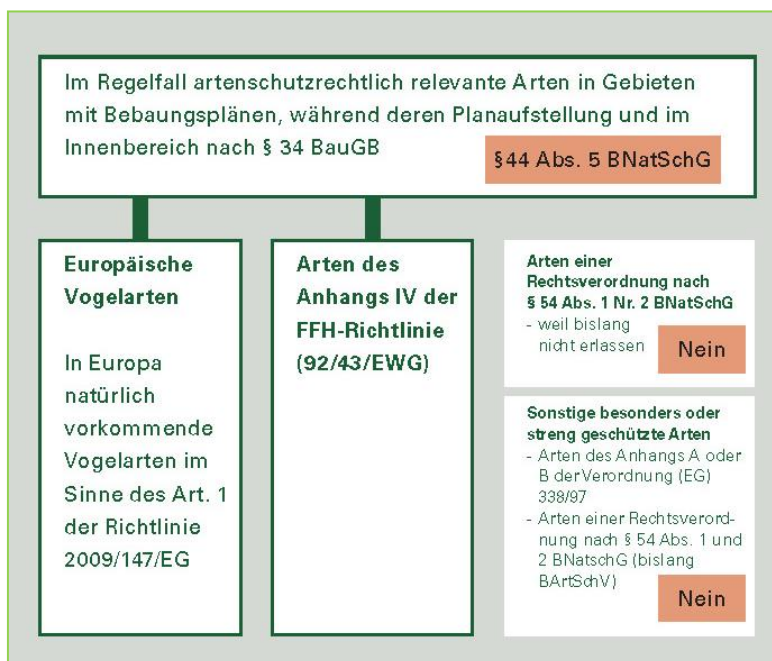 Im Regelfall artenschutzrechtlich relevante Arten in Gebieten
mit Bebaungsplänen, während deren Planaufstellung und im
Innenbereich nach § 34 BauGB
§44 Abs. 5 BNatSchG
Europäische
Vogelarten
In Europa
natürlich
vorkommende
Vogelarten im
Sinne des Art. 1
der Richtlinie
2009/147/EG
Arten des
Anhangs IV der
FFH-Richtlinie
(92/43/EWG)
Arten einer
Rechtsverordnung nach
§ 54 Abs. 1 Nr. 2 BNatSchG
- weil bislang
nicht erlassen
Nein
Sonstige besonders oder
streng geschützte Arten
- Arten des Anhangs A oder
B der Verordnung (EG)
338/97
- Arten einer Rechtsverord-
nung nach § 54 Abs. 1 und
2 BNatschG (bislang
BArtSchV)
Nein